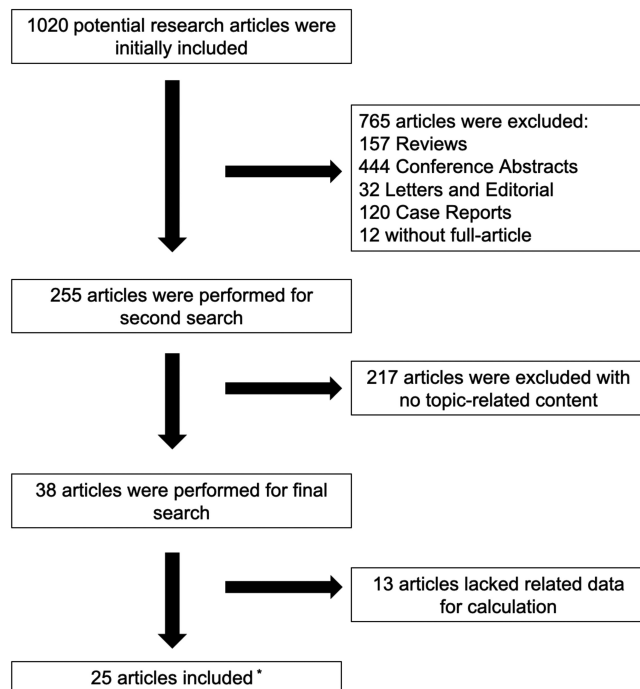 1020 potential research articles were
initially included
765 articles were excluded:
157 Reviews
444 Conference Abstracts
32 Letters and Editorial
120 Case Reports
12 without full-article
255 articles were performed for
second search
217 articles were excluded with
no topic-related content
38 articles were performed for final
search
13 articles lacked related data
for calculation
25 articles included *